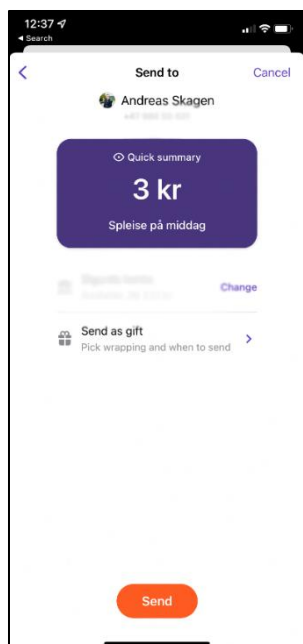 12:37
Search
Send to
Cancel
Andreas Skagen
Quick summary
3 kr
Spleise på middag
Change
Send as gift
Pick wrapping and when to send
Send